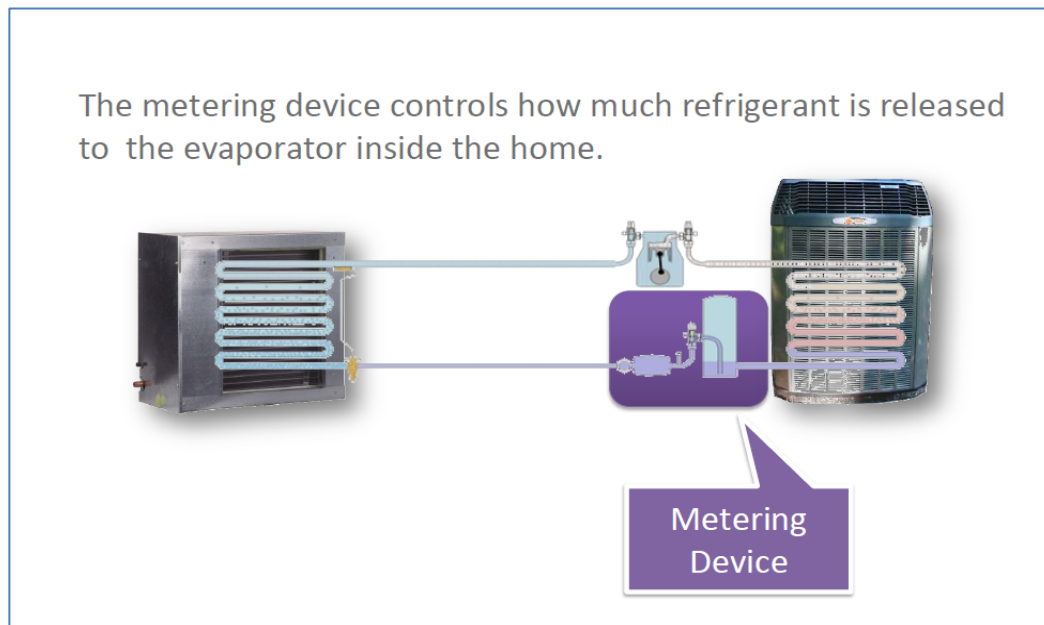 The metering device controls how much refrigerant is released
to the evaporator inside the home.
Metering
Device